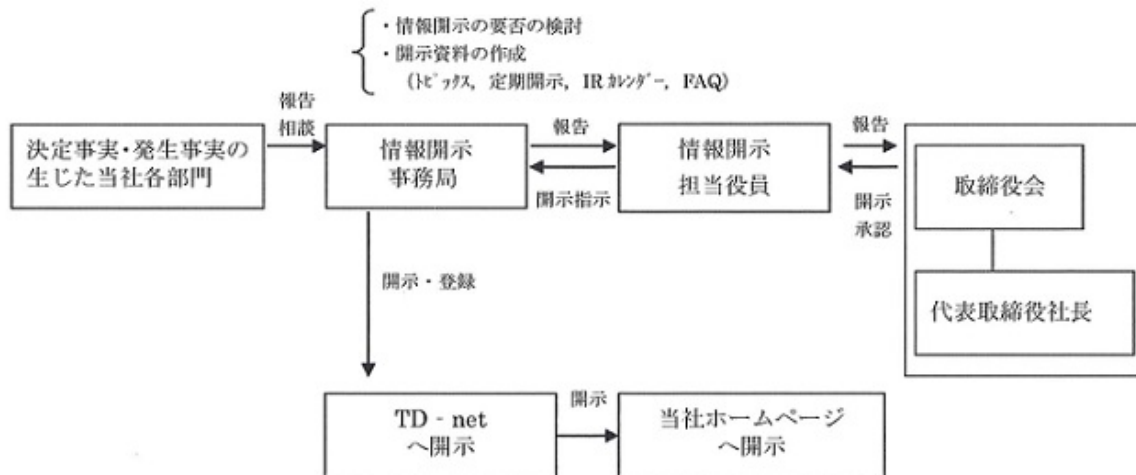 ・情報開示の要否の検討
・開示資料の作成
(ﾄﾋﾟｯｸｽ, 定期開示, IR ｶﾚﾝﾀﾞｰ, FAQ)
報告
相談
決定事実・発生事実の
生じた当社各部門
情報開示
事務局
報告
開示指示
情報開示
担当役員
報告
開示
承認
取締役会
代表取締役社長
開示・登録
TD - net
へ開示
開示
当社ホームページ
へ開示